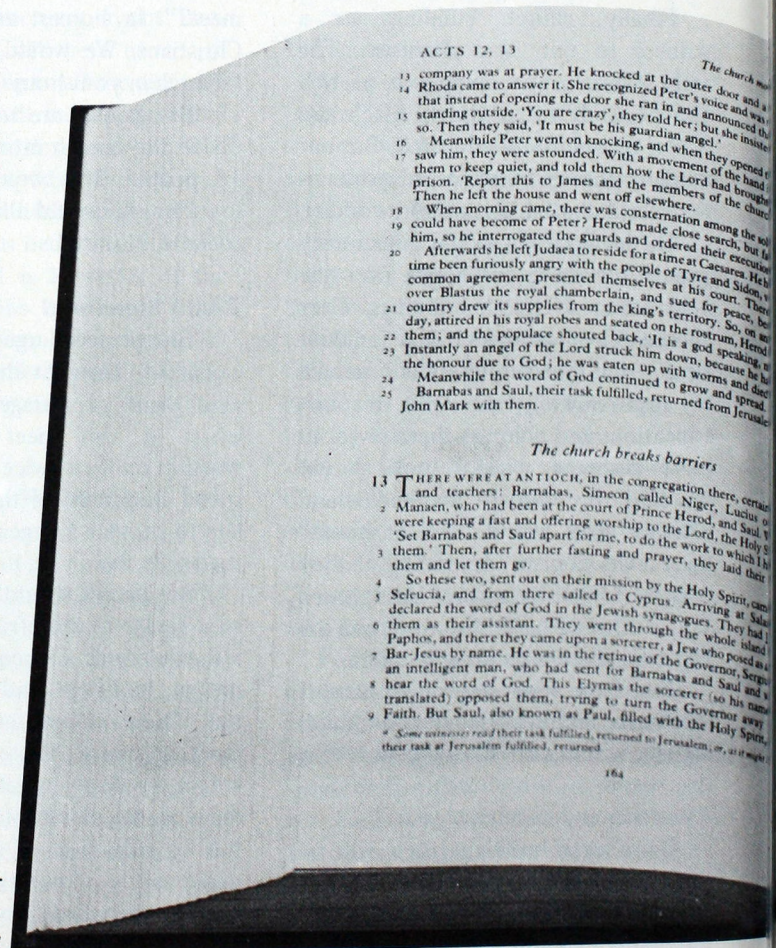 ACTS 12, 13
The church
13 company was at prayer. He knocked at the outer door and a
14 Rhoda came to answer it. She recognized Peter's voice and was
that instead of opening the door she ran in and announced
15 standing outside. 'You are crazy', they told her; but she
so. Then they said, 'It must be his guardian angel.'
16 Meanwhile Peter went on knocking, and when they opened
17 saw him, they were astounded. With a movement of the hand
them to keep quiet, and told them how the Lord had
prison. 'Report this to James and the members of the
Then he left the house and went off elsewhere.
18 When morning came, there was consternation among the
19 could have become of Peter? Herod made close search, but
him, so he interrogated the guards and ordered their
Afterwards he left Judaea to reside for a time at Caesarea.
20 time been furiously angry with the people of Tyre and Sidon,
common agreement presented themselves at his court.
over Blastus the royal chamberlain, and sued for peace,
country drew its supplies from the king's territory. So, on
21 day, attired in his royal robes and seated on the rostrum, Herod
22 them; and the populace shouted back, 'It is a god speaking,
23 Instantly an angel of the Lord struck him down, because he
the honour due to God; he was eaten up with worms and died
24 Meanwhile the word of God continued to grow and spread.
25 Barnabas and Saul, their task fulfilled, returned from
John Mark with them.
The church breaks barriers
13 THERE WERE AT ANTIOCH, in the congregation there,
and teachers: Barnabas, Simeon called Niger, Lucius
2 Manaen, who had been at the court of Prince Herod, and Saul.
were keeping a fast and offering worship to the Lord, the Holy
'Set Barnabas and Saul apart for me, to do the work to which I
3 them.' Then, after further fasting and prayer, they laid their
them and let them go.
4 So these two, sent out on their mission by the Holy Spirit,
5 Seleucia, and from there sailed to Cyprus. Arriving at
declared the word of God in the Jewish synagogues. They had
6 them as their assistant. They went through the whole island
Paphos, and there they came upon a sorcerer, a Jew who posed as
7 Bar-Jesus by name. He was in the retinue of the Governor,
an intelligent man, who had sent for Barnabas and Saul and
8 hear the word of God. This Elymas the sorcerer (so his name
translated) opposed them, trying to turn the Governor away
9 Faith. But Saul, also known as Paul, filled with the Holy Spirit,
Some witnesses read their task fulfilled, returned to Jerusalem; or, as it might
their task at Jerusalem fulfilled, returned.
164